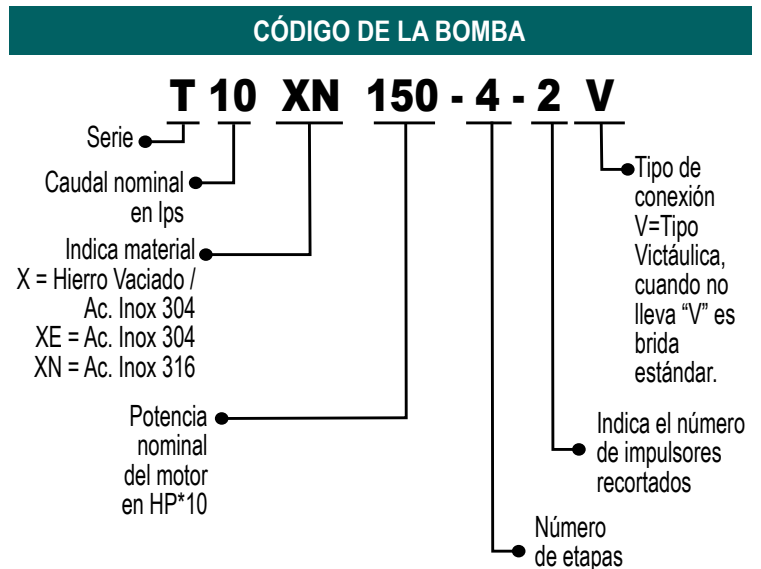 CÓDIGO DE LA BOMBA
T 10 XN 150 - 4 - 2 V
Serie
Caudal nominal
en lps
Indica material
X = Hierro Vaciado /
Ac. Inox 304
XE = Ac. Inox 304
XN = Ac. Inox 316
Potencia
nominal
del motor
en HP*10
Tipo de
conexión
V=Tipo
Victáulica,
cuando no
lleva “V” es
brida
estándar.
Indica el número
de impulsores
recortados
Número
de etapas